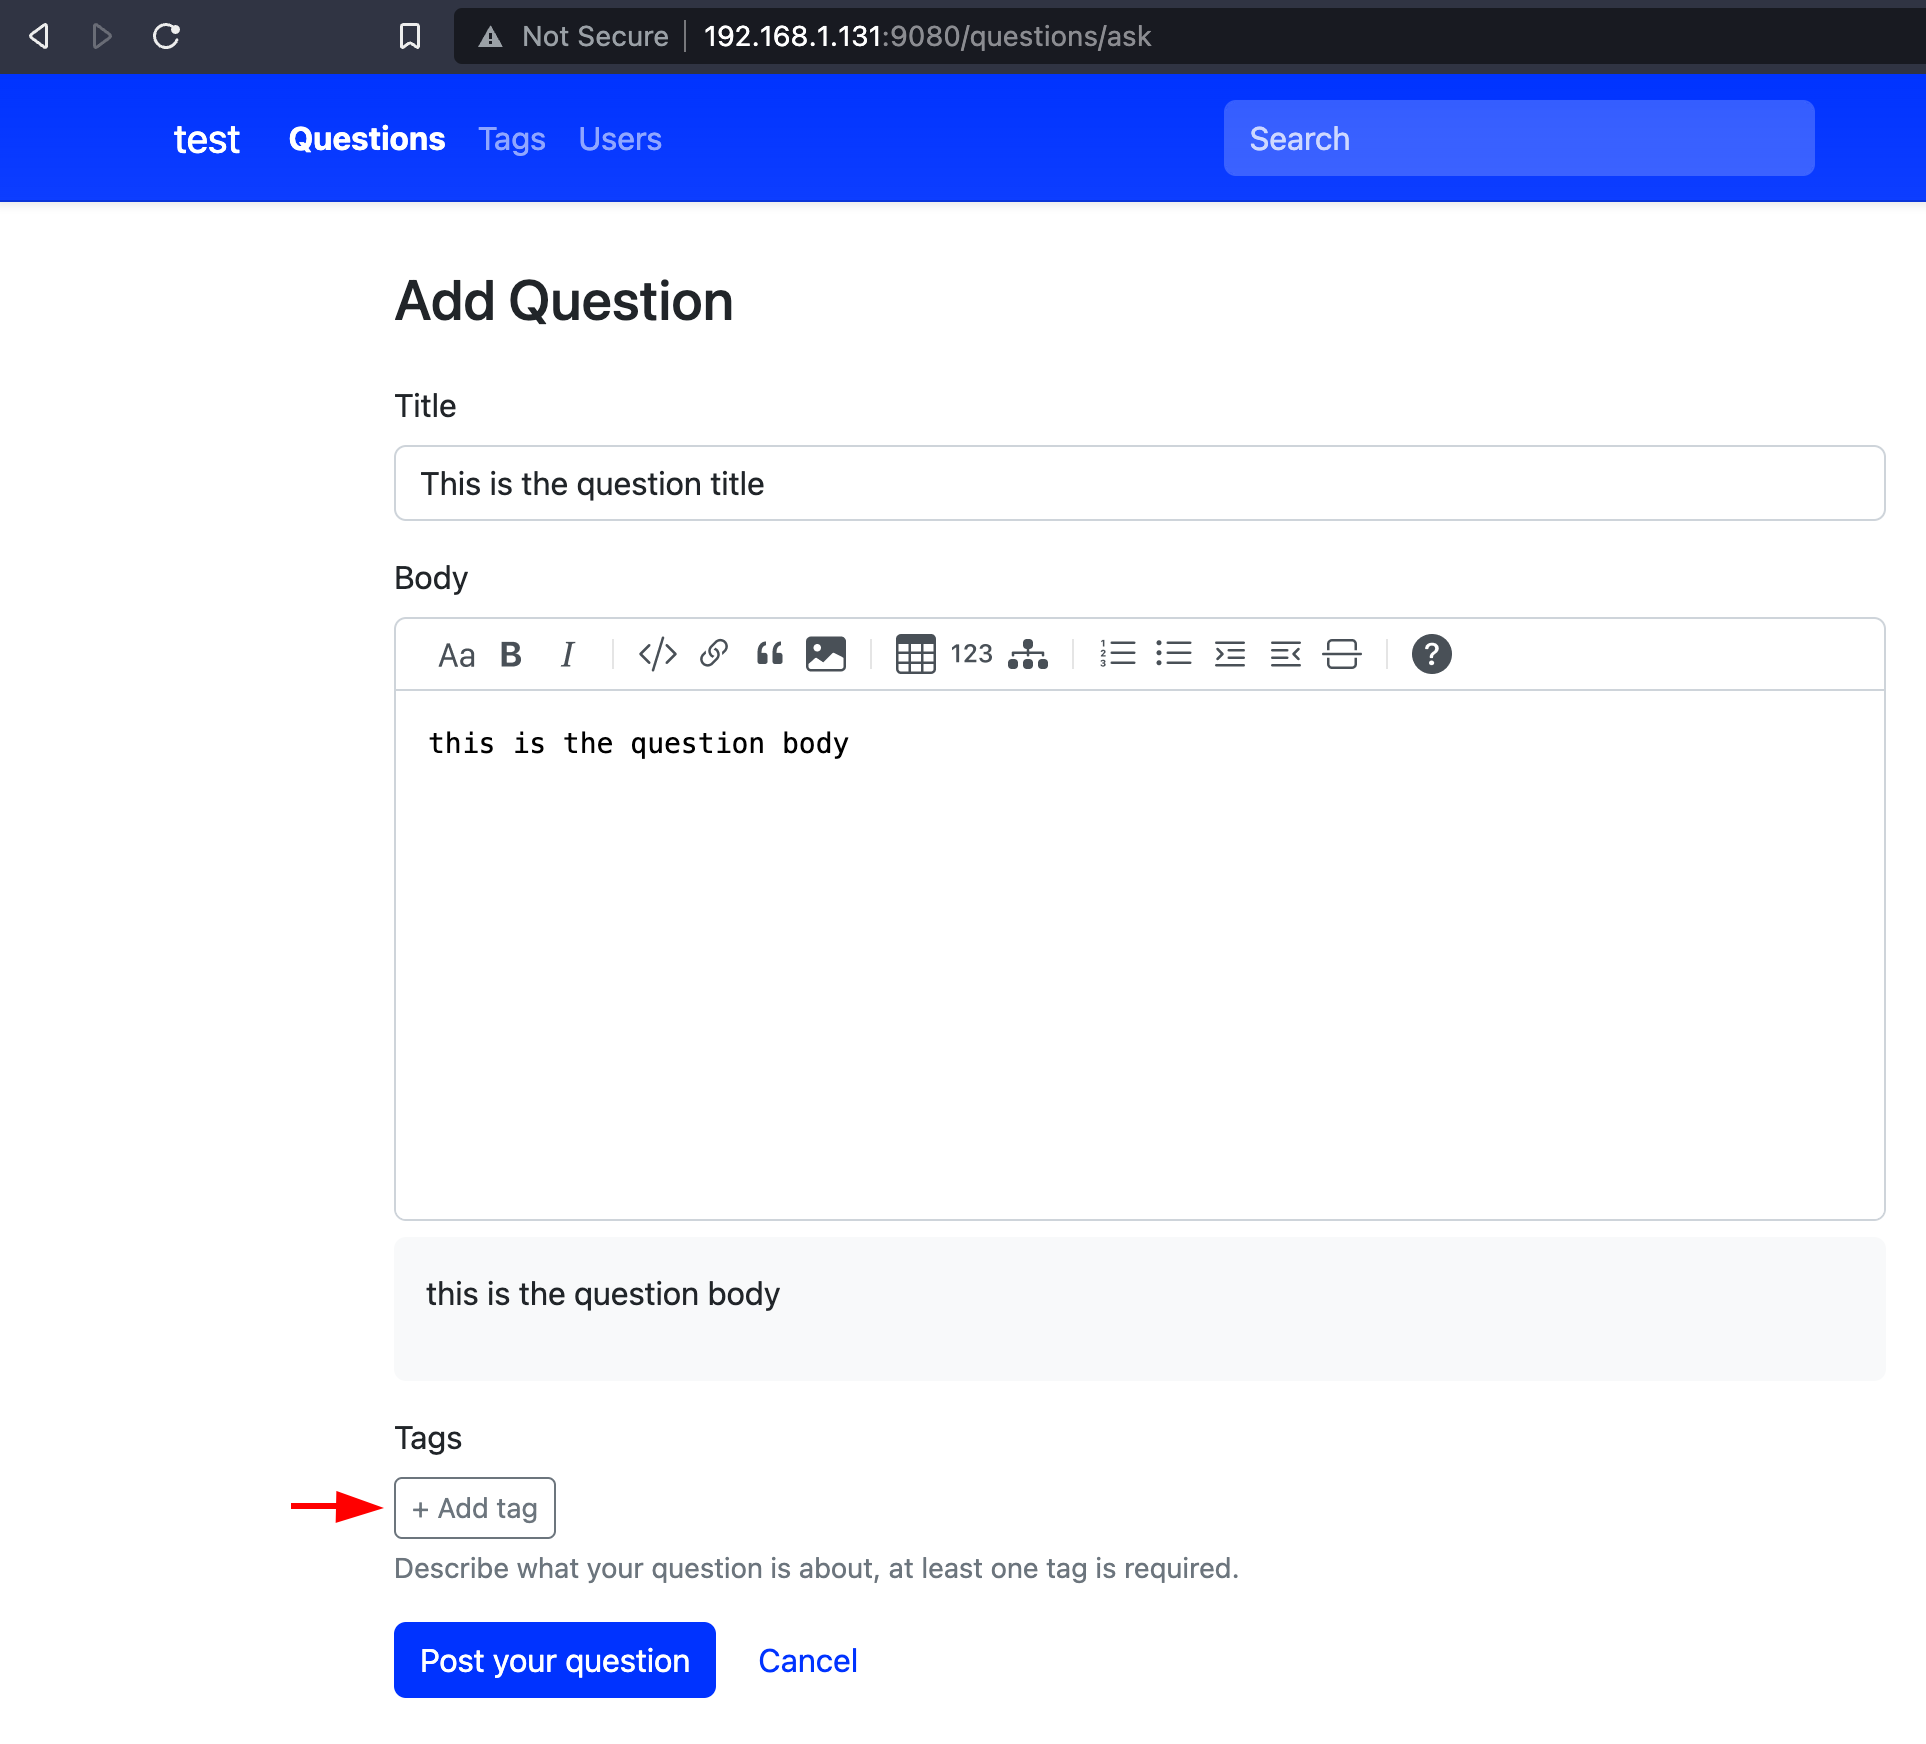 Not Secure 192.168.1.131:9080/questions/ask
test Questions Tags Users Search
Add Question
Title
This is the question title
Body
Aa B I </> 123 ?
this is the question body
this is the question body
Tags
+ Add tag
Describe what your question is about, at least one tag is required.
Post your question Cancel